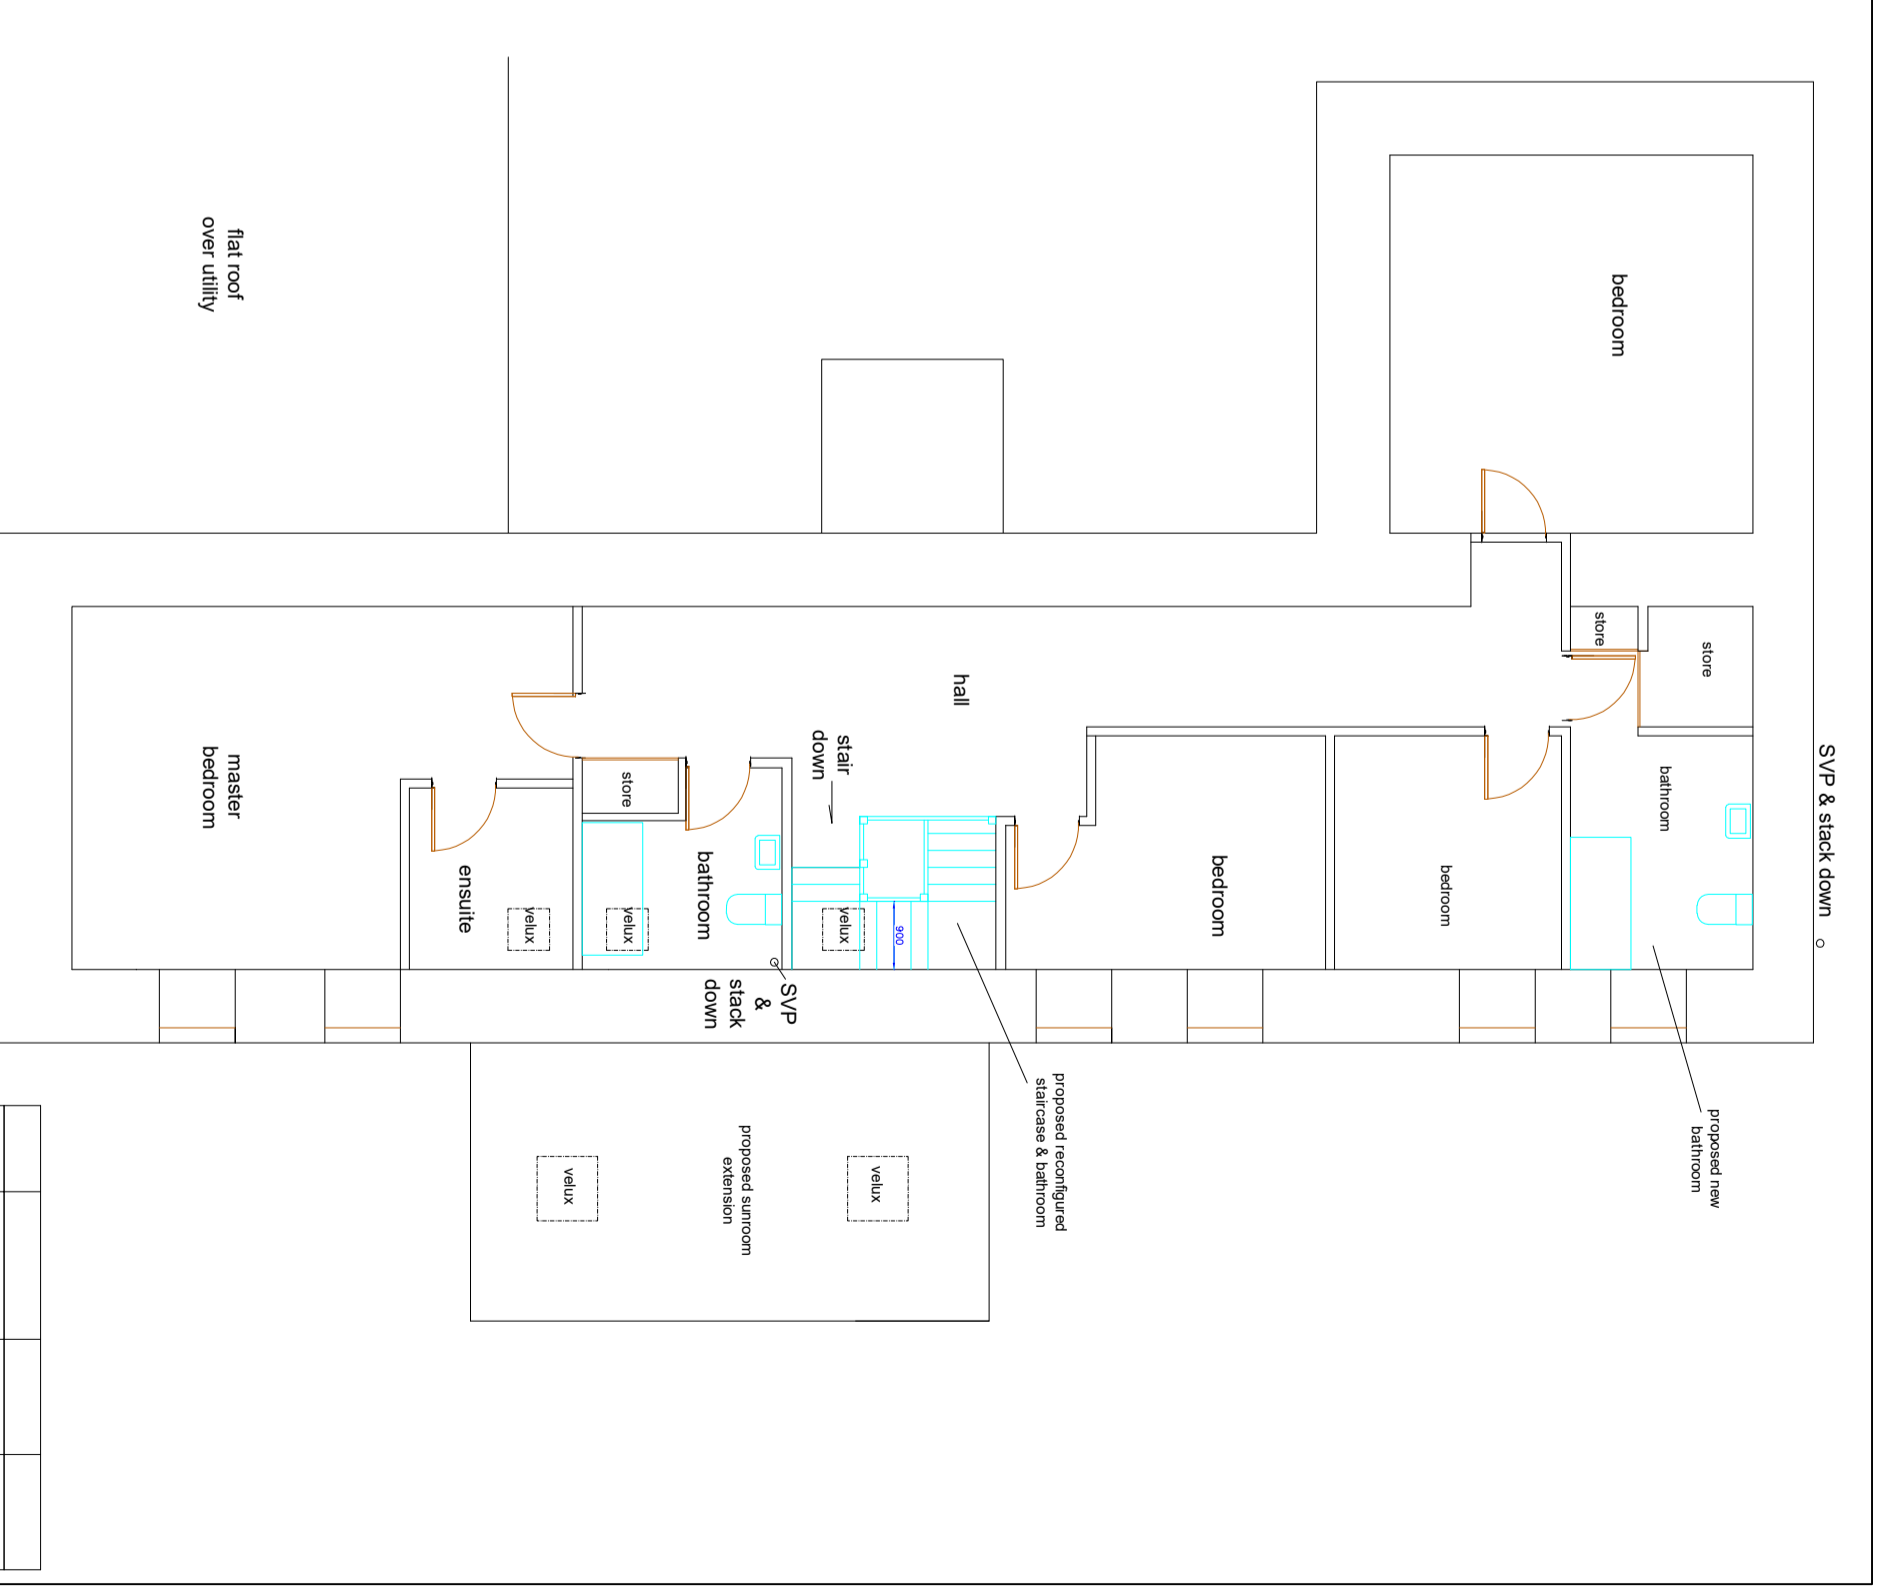 SVP & stack down
bedroom
store
store
bathroom
proposed new
bathroom
bedroom
bedroom
proposed reconfigured
staircase & bathroom
hall
stair
down
900
velux
velux
SVP
&
stack
down
bathroom
store
velux
proposed sunroom
extension
velux
velux
ensuite
flat roof
over utility
master
bedroom